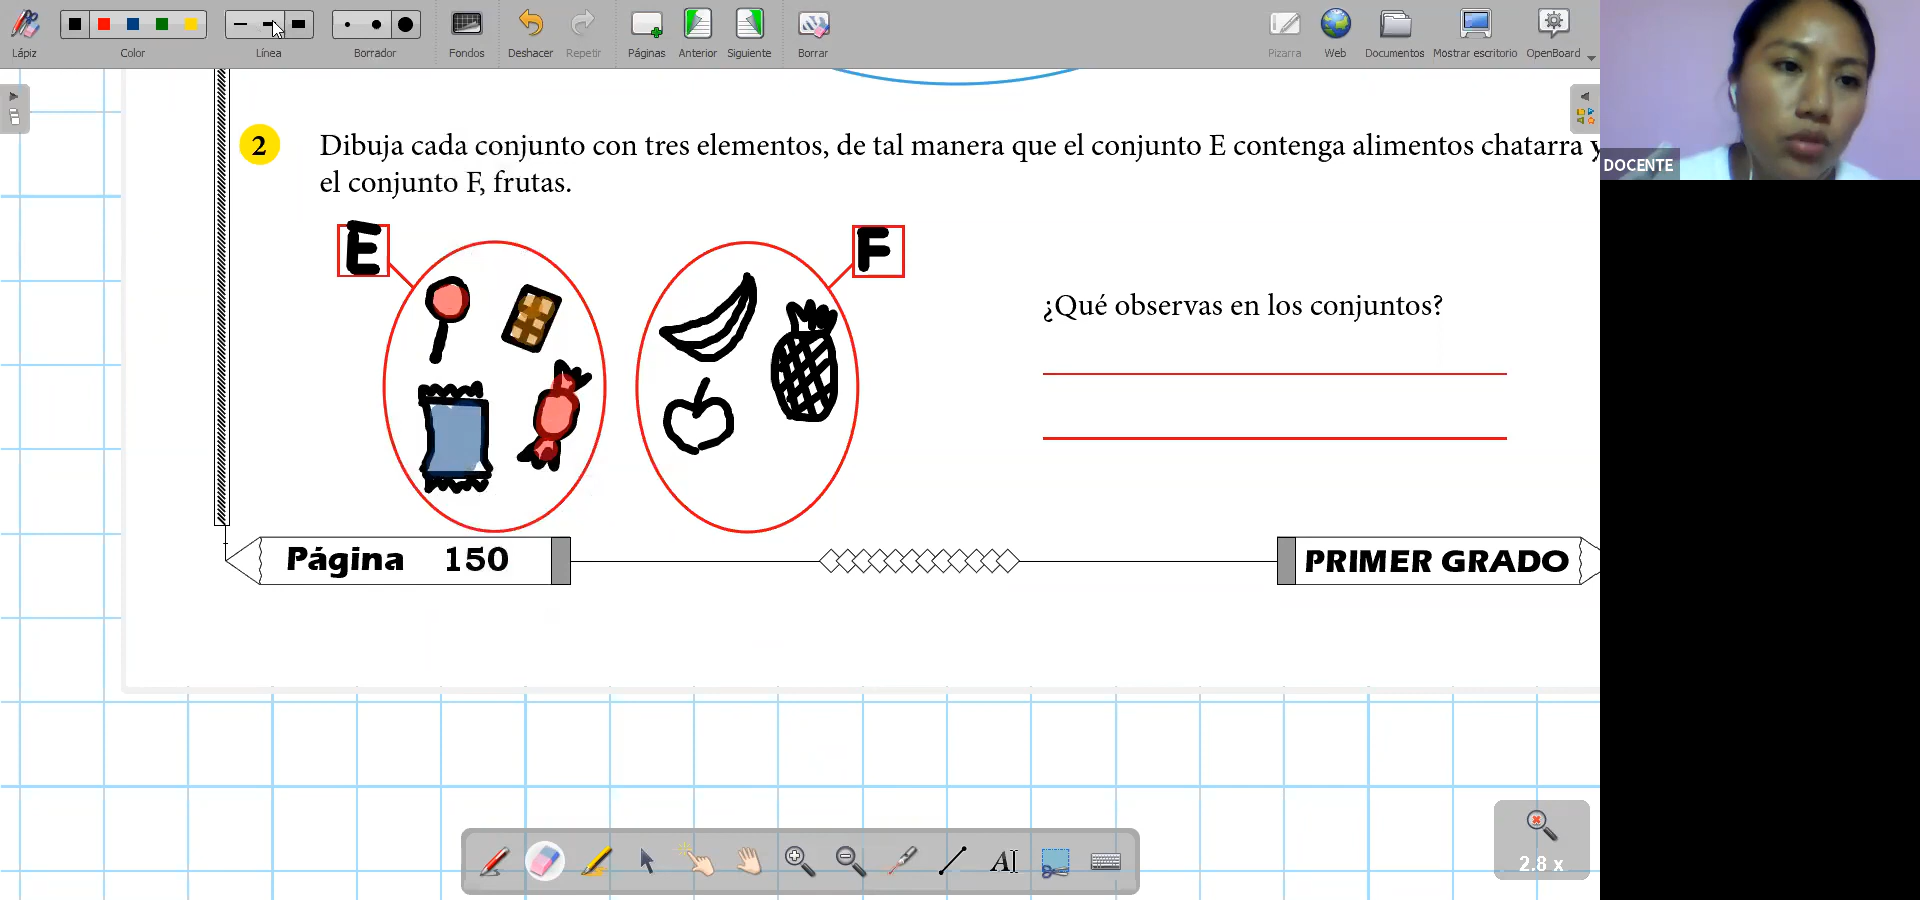 Lápiz
Color
Línea
Borrador
Fondos
Deshacer
Repetir
Páginas
Anterior
Siguiente
Borrar
Pizarra
Web
Documentos
Mostrar escritorio
OpenBoard
DOCENTE
2
Dibuja cada conjunto con tres elementos, de tal manera que el conjunto E contenga alimentos chatarra y
el conjunto F, frutas.
E
F
¿Qué observas en los conjuntos?
Página 150
PRIMER GRADO
AI
2.8 x